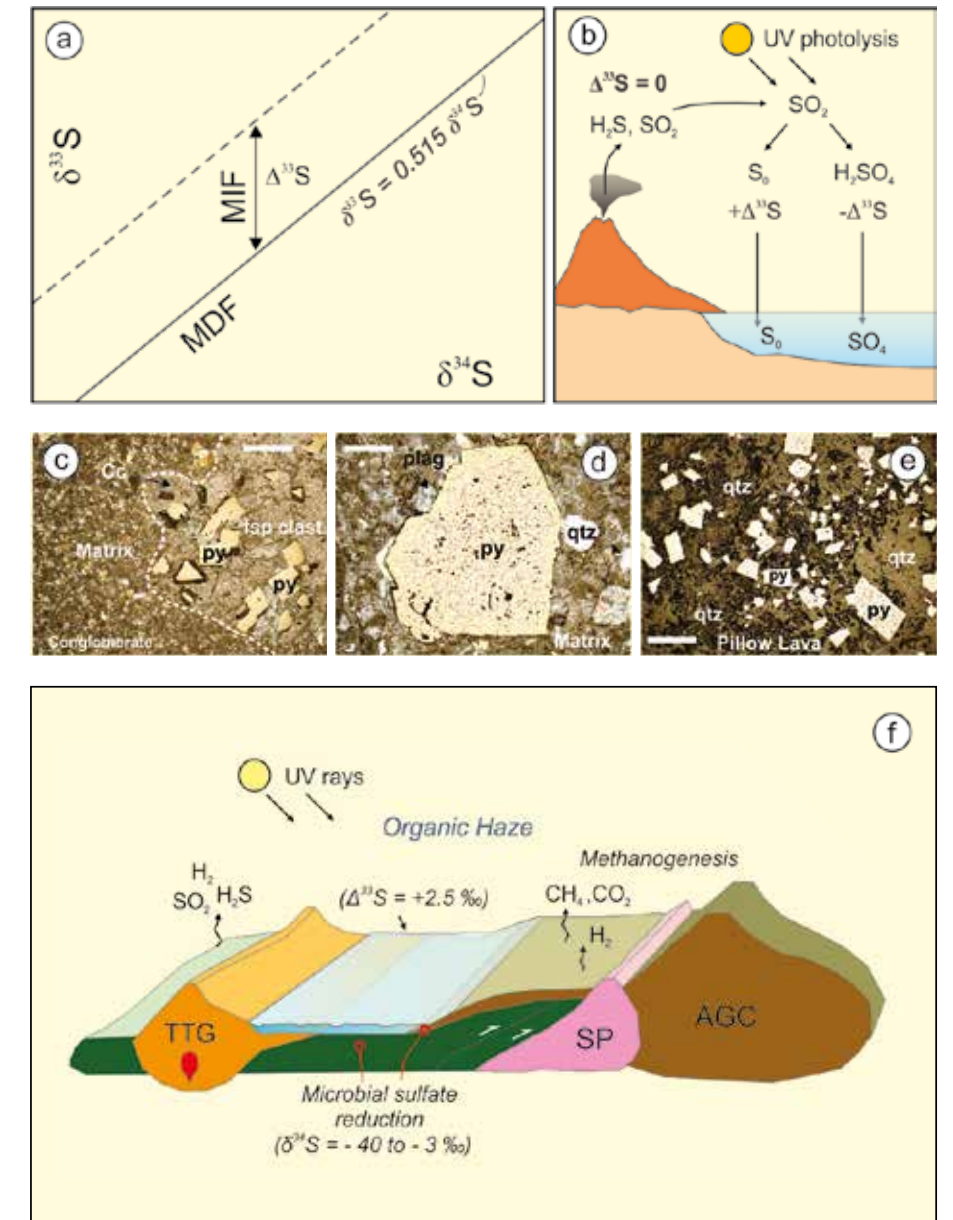 a
δ³³S
MIF
Δ³³S
δ³³S = 0.515 δ³⁴S
MDF
δ³⁴S
b
UV photolysis
Δ³³S = 0
H₂S, SO₂
SO₂
S₀
H₂SO₄
+Δ³³S
-Δ³³S
S₀
SO₄
c
Cc
Matrix
fsp clast
py
py
Conglomerate
d
plag
py
qtz
Matrix
e
qtz
qtz
py
py
qtz
Pillow Lava
f
UV rays
Organic Haze
Methanogenesis
H₂
SO₂ H₂S
(Δ³³S = +2.5 ‰)
CH₄ ,CO₂
H₂
TTG
SP
AGC
Microbial sulfate
reduction
(δ³⁴S = - 40 to - 3 ‰)